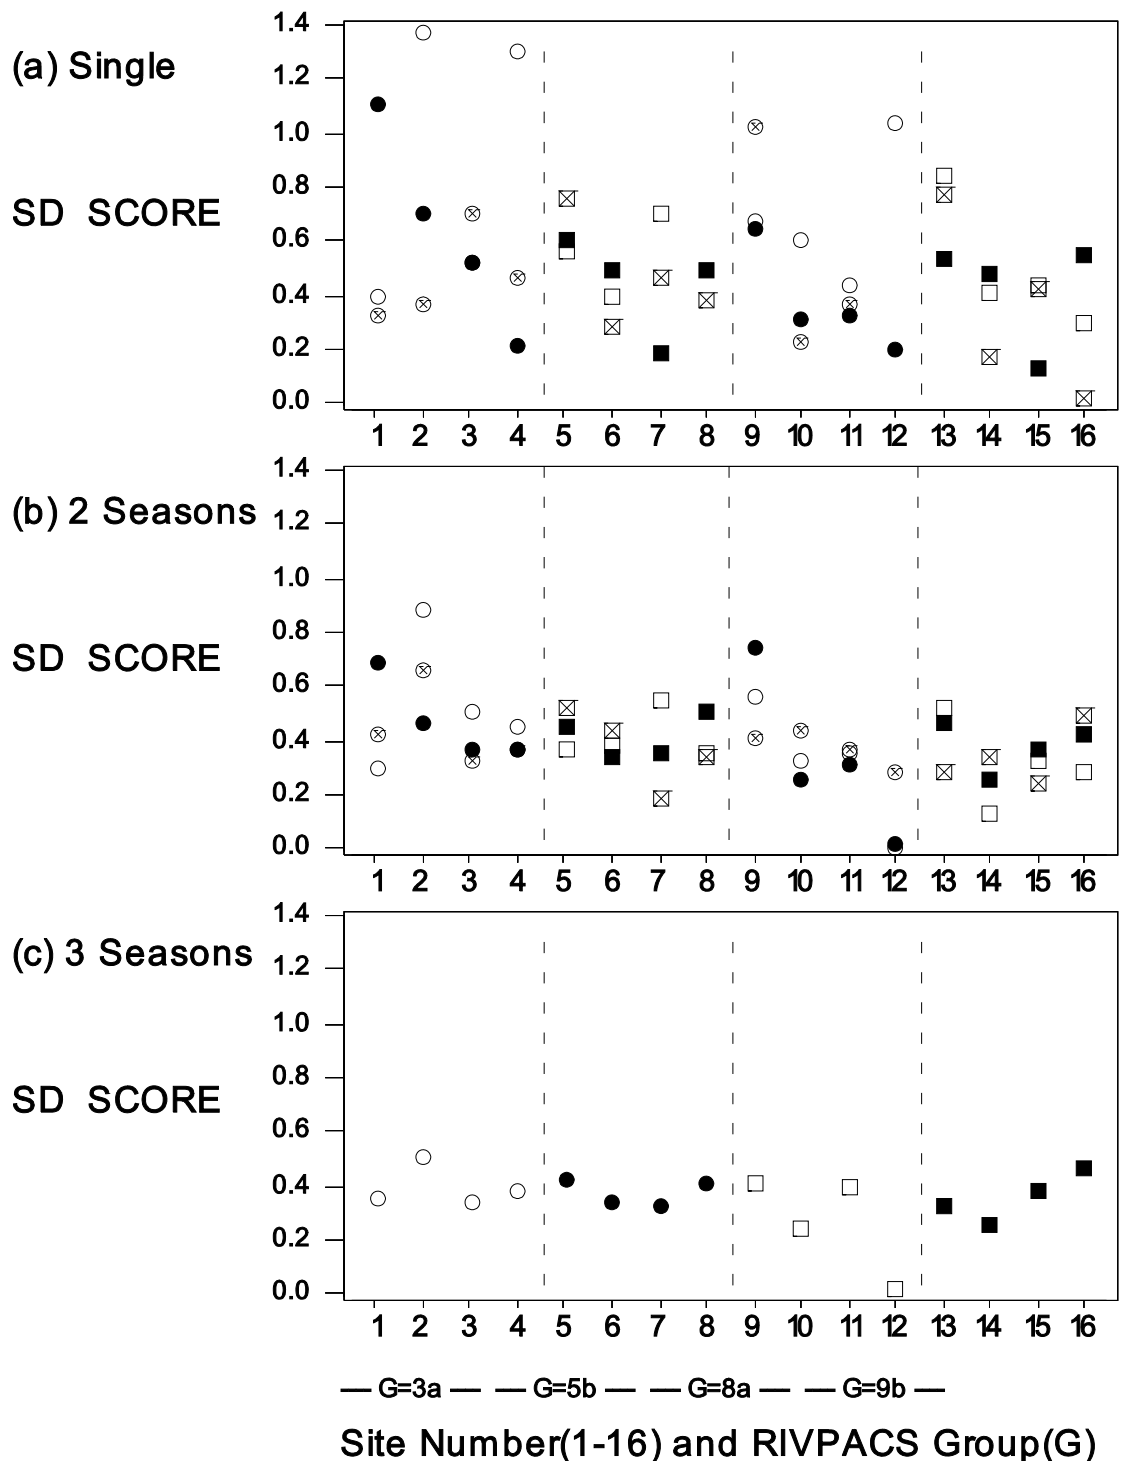 (a) Single
SD SCORE
1.4
1.2
1.0
0.8
0.6
0.4
0.2
0.0
1 2 3 4 5 6 7 8 9 10 11 12 13 14 15 16
(b) 2 Seasons
SD SCORE
1.4
1.2
1.0
0.8
0.6
0.4
0.2
0.0
1 2 3 4 5 6 7 8 9 10 11 12 13 14 15 16
(c) 3 Seasons
SD SCORE
1.4
1.2
1.0
0.8
0.6
0.4
0.2
0.0
1 2 3 4 5 6 7 8 9 10 11 12 13 14 15 16
G=3a G=5b G=8a G=9b
Site Number(1-16) and RIVPACS Group(G)